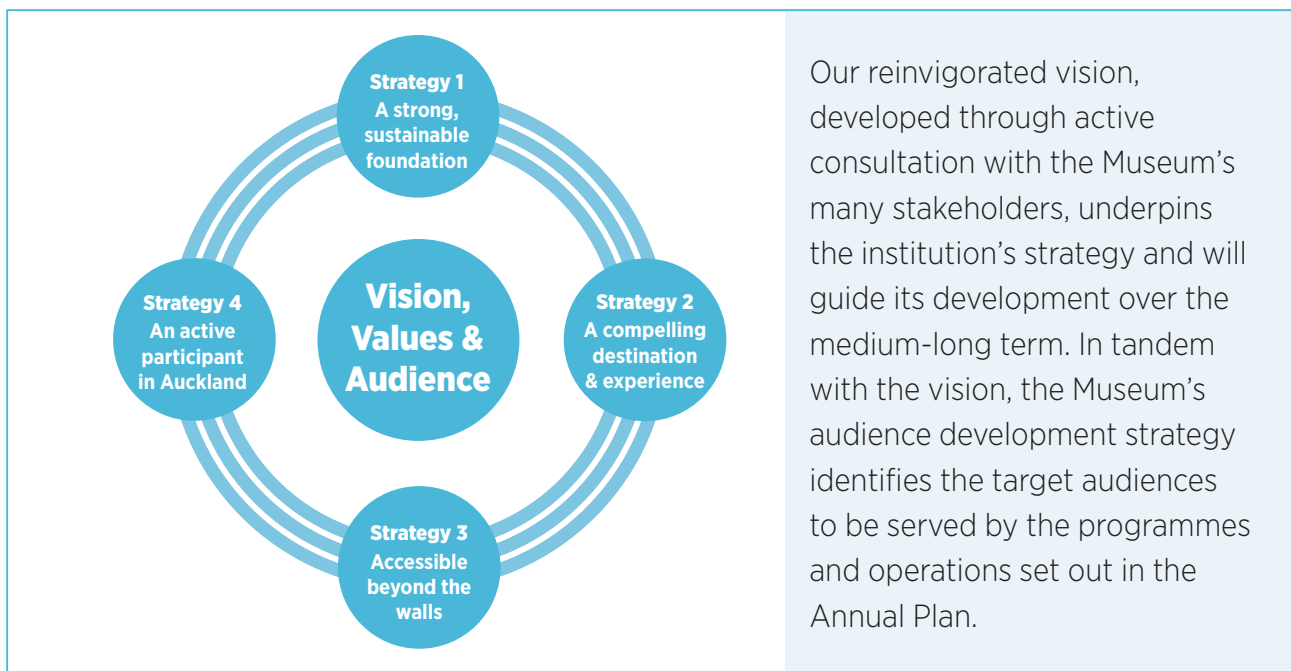 Strategy 1
A strong,
sustainable
foundation
Strategy 4
An active
participant
in Auckland
Vision,
Values &
Audience
Strategy 2
A compelling
destination
& experience
Strategy 3
Accessible
beyond the
walls
Our reinvigorated vision,
developed through active
consultation with the Museum’s
many stakeholders, underpins
the institution’s strategy and will
guide its development over the
medium-long term. In tandem
with the vision, the Museum’s
audience development strategy
identifies the target audiences
to be served by the programmes
and operations set out in the
Annual Plan.